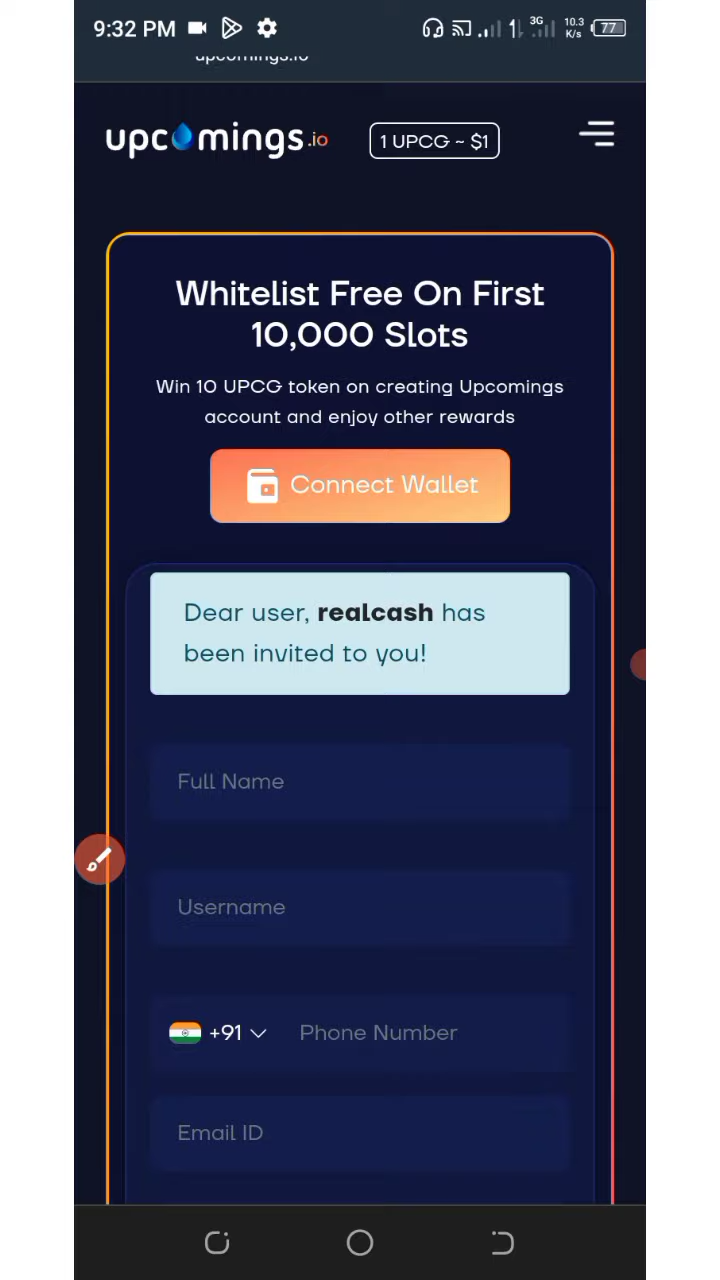 9:32 PM 3G 10.3 K/s 77
upcomings.io
upcomings.io 1 UPCG ~ $1
Whitelist Free On First
10,000 Slots
Win 10 UPCG token on creating Upcomings
account and enjoy other rewards
Connect Wallet
Dear user, realcash has
been invited to you!
Full Name
Username
+91 Phone Number
Email ID